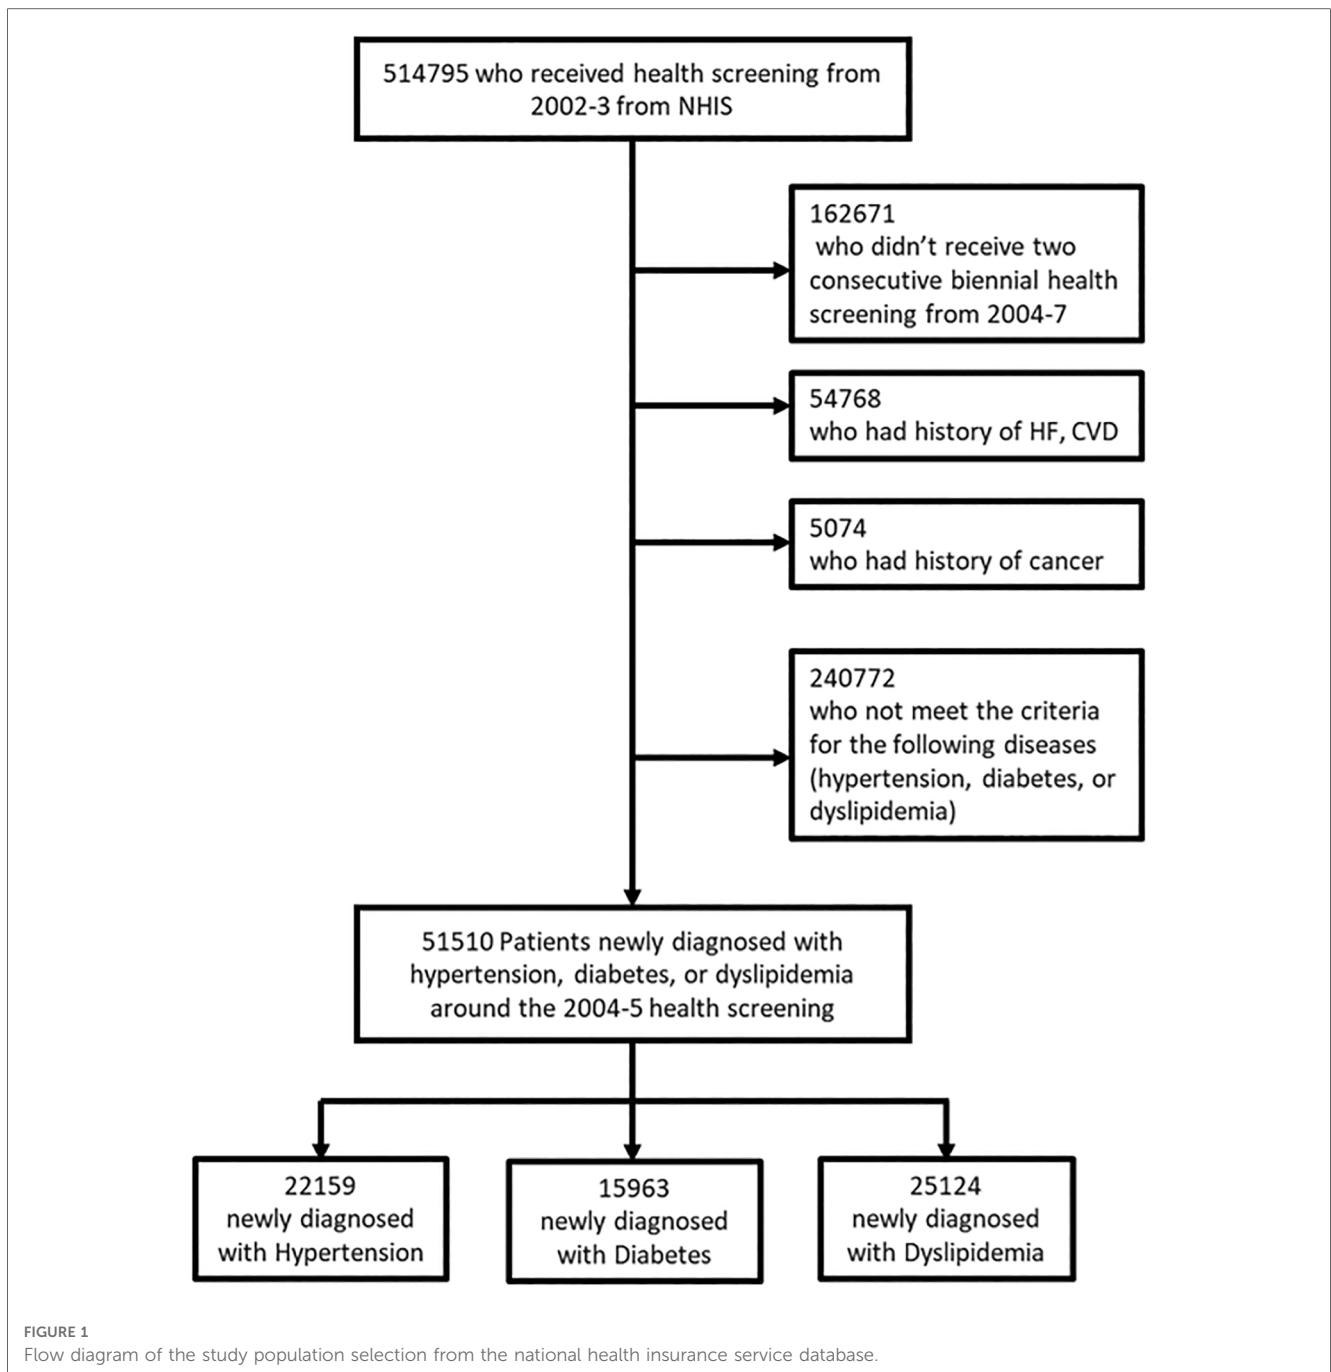 514795 who received health screening from
2002-3 from NHIS
162671
who didn’t receive two
consecutive biennial health
screening from 2004-7
54768
who had history of HF, CVD
5074
who had history of cancer
240772
who not meet the criteria
for the following diseases
(hypertension, diabetes, or
dyslipidemia)
51510 Patients newly diagnosed with
hypertension, diabetes, or dyslipidemia
around the 2004-5 health screening
22159
newly diagnosed
with Hypertension
15963
newly diagnosed
with Diabetes
25124
newly diagnosed
with Dyslipidemia
FIGURE 1
Flow diagram of the study population selection from the national health insurance service database.